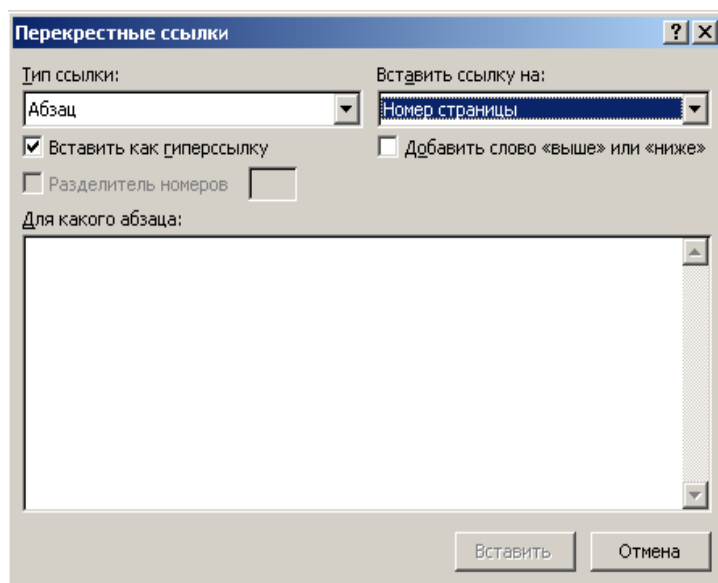 Перекрестные ссылки
Тип ссылки:
Вставить ссылку на:
Абзац
Номер страницы
Вставить как гиперссылку
Добавить слово «выше» или «ниже»
Разделитель номеров
Для какого абзаца:
Вставить
Отмена